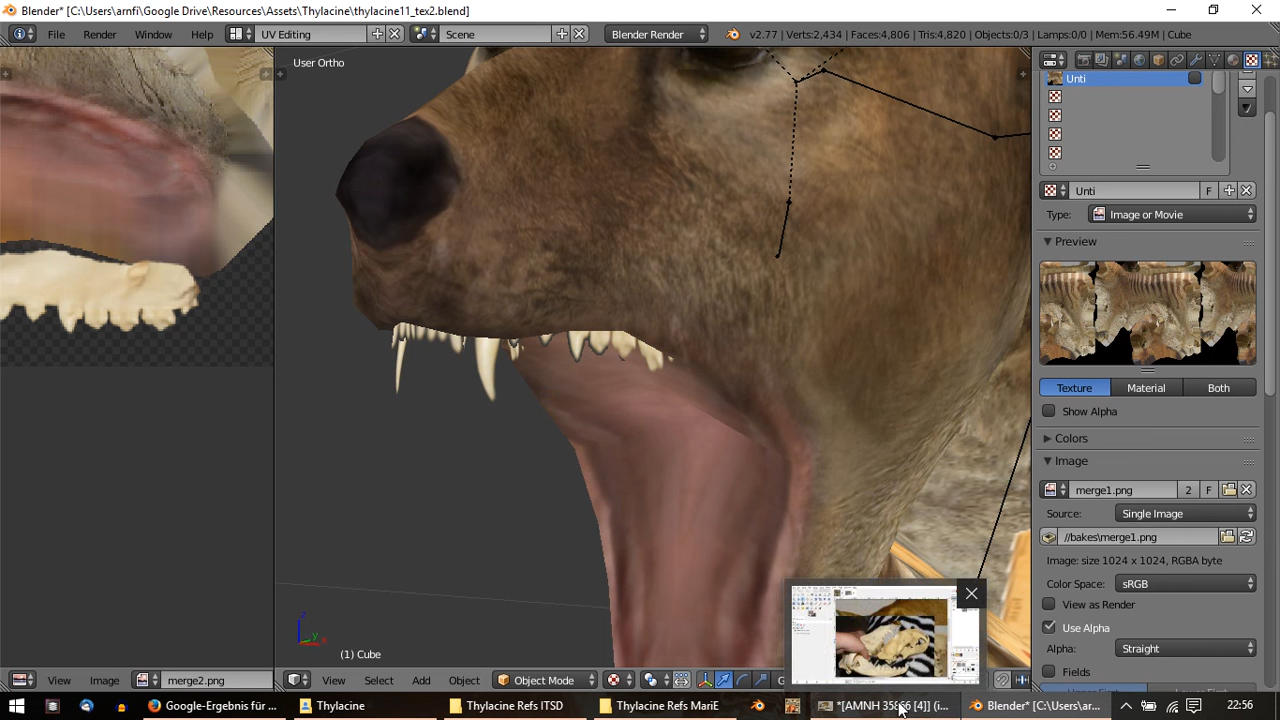 Blender* [C:\Users\arnfi\Google Drive\Resources\Assets\Thylacine\thylacine11_tex2.blend]
File Render Window Help UV Editing Scene Blender Render v2.77 | Verts:2,434 | Faces:4,806 | Tris:4,820 | Objects:0/3 | Lamps:0/0 | Mem:56.49M | Cube
User Ortho
Unti
Unti F
Type: Image or Movie
Preview
Texture Material Both
Show Alpha
Colors
Image
merge1.png 2 F
Source: Single Image
//bakes\merge1.png
Image: size 1024 x 1024, RGBA byte
Color Space: sRGB
View as Render
Use Alpha
Alpha: Straight
Fields
z
y
x
(1) Cube
View Image merge2.png View Select Add Object Object Mode
Google-Ergebnis für ... Thylacine Thylacine Refs ITSD Thylacine Refs MariE *[AMNH 35866 [4]] (i... Blender* [C:\Users\ar... 22:56